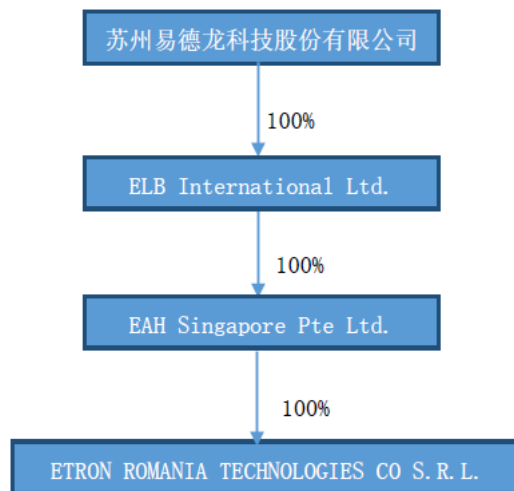 苏州易德龙科技股份有限公司
100%
ELB International Ltd.
100%
EAH Singapore Pte Ltd.
100%
ETRON ROMANIA TECHNOLOGIES CO S.R.L.